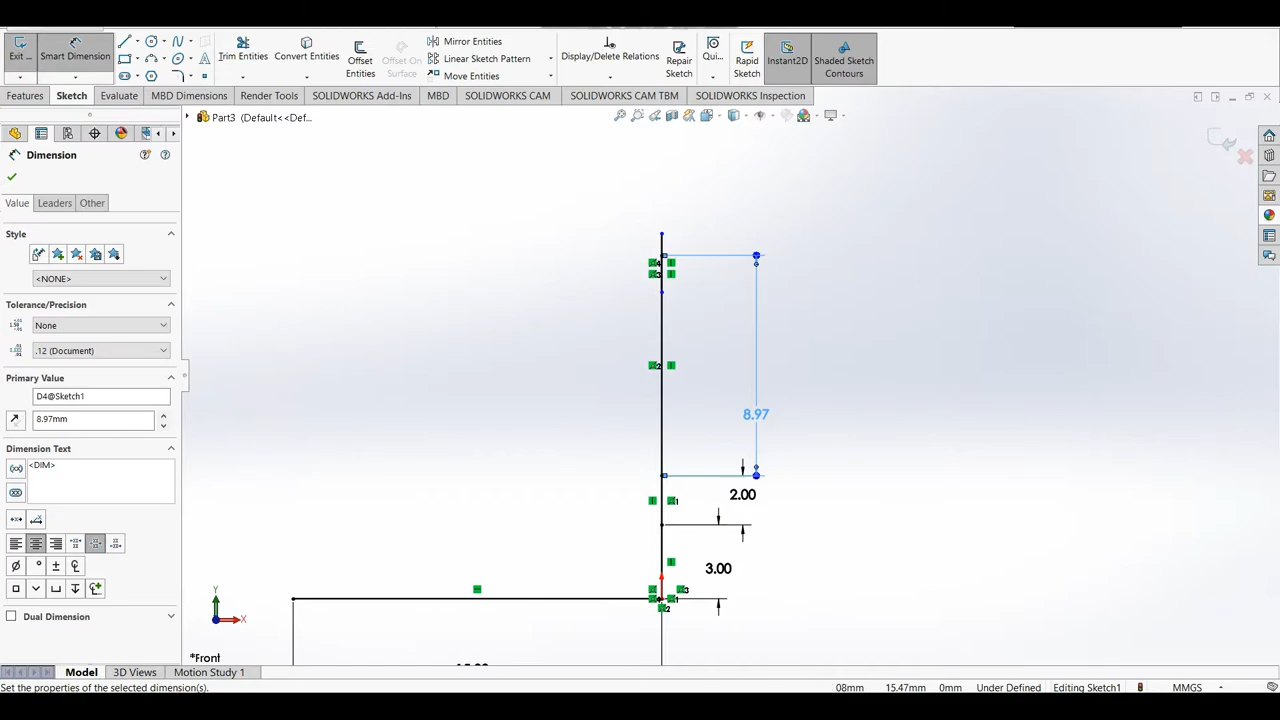 Exit ...
Smart Dimension
Trim Entities
Convert Entities
Offset
Entities
Offset On
Surface
Mirror Entities
Linear Sketch Pattern
Move Entities
Display/Delete Relations
Repair
Sketch
Qui...
Rapid
Sketch
Instant2D
Shaded Sketch
Contours
Features
Sketch
Evaluate
MBD Dimensions
Render Tools
SOLIDWORKS Add-Ins
MBD
SOLIDWORKS CAM
SOLIDWORKS CAM TBM
SOLIDWORKS Inspection
Part3 (Default<<Def...
Dimension
Value
Leaders
Other
Style
<NONE>
Tolerance/Precision
None
.12 (Document)
Primary Value
D4@Sketch1
8.97mm
Dimension Text
<DIM>
Dual Dimension
8.97
2.00
3.00
Y
X
*Front
Model
3D Views
Motion Study 1
Set the properties of the selected dimension(s).
08mm
15.47mm
0mm
Under Defined
Editing Sketch1
MMGS